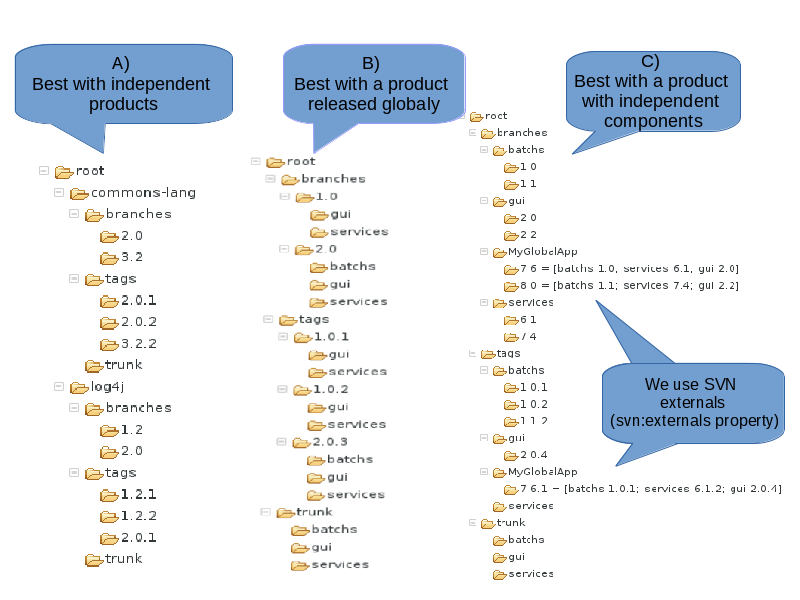 A)
Best with independent
products
root
commons-lang
branches
2.0
3.2
tags
2.0.1
2.0.2
3.2.2
trunk
log4j
branches
1.2
2.0
tags
1.2.1
1.2.2
2.0.1
trunk
B)
Best with a product
released globaly
root
branches
1.0
gui
services
2.0
batchs
gui
services
tags
1.0.1
gui
services
1.0.2
gui
services
2.0.3
batchs
gui
services
trunk
batchs
gui
services
C)
Best with a product
with independent
components
root
branches
batchs
1.0
1.1
gui
2.0
2.2
MyGlobalApp
7.6 = [batchs 1.0, services 6.1, gui 2.0]
8.0 = [batchs 1.1; services 7.4; gui 2.2]
services
6.1
7.4
tags
batchs
1.0.1
1.0.2
1.1.2
gui
2.0.4
MyGlobalApp
7.6.1 = [batchs 1.0.1; services 6.1.2; gui 2.0.4]
services
trunk
batchs
gui
services
We use SVN
externals
(svn:externals property)